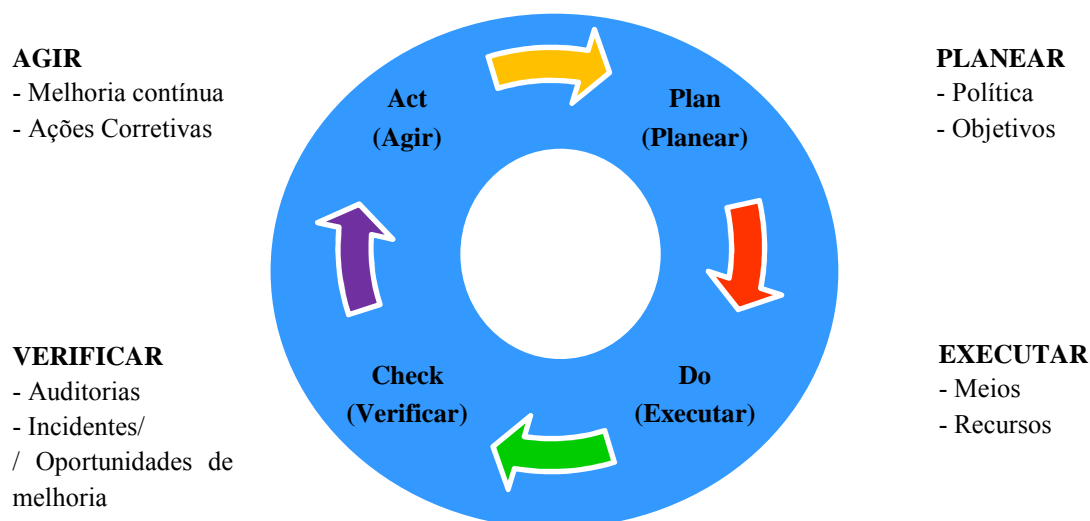 AGIR
- Melhoria contínua
- Ações Corretivas
Act
(Agir)
Plan
(Planear)
PLANEAR
- Política
- Objetivos
VERIFICAR
- Auditorias
- Incidentes/
/ Oportunidades de
melhoria
Check
(Verificar)
Do
(Executar)
EXECUTAR
- Meios
- Recursos